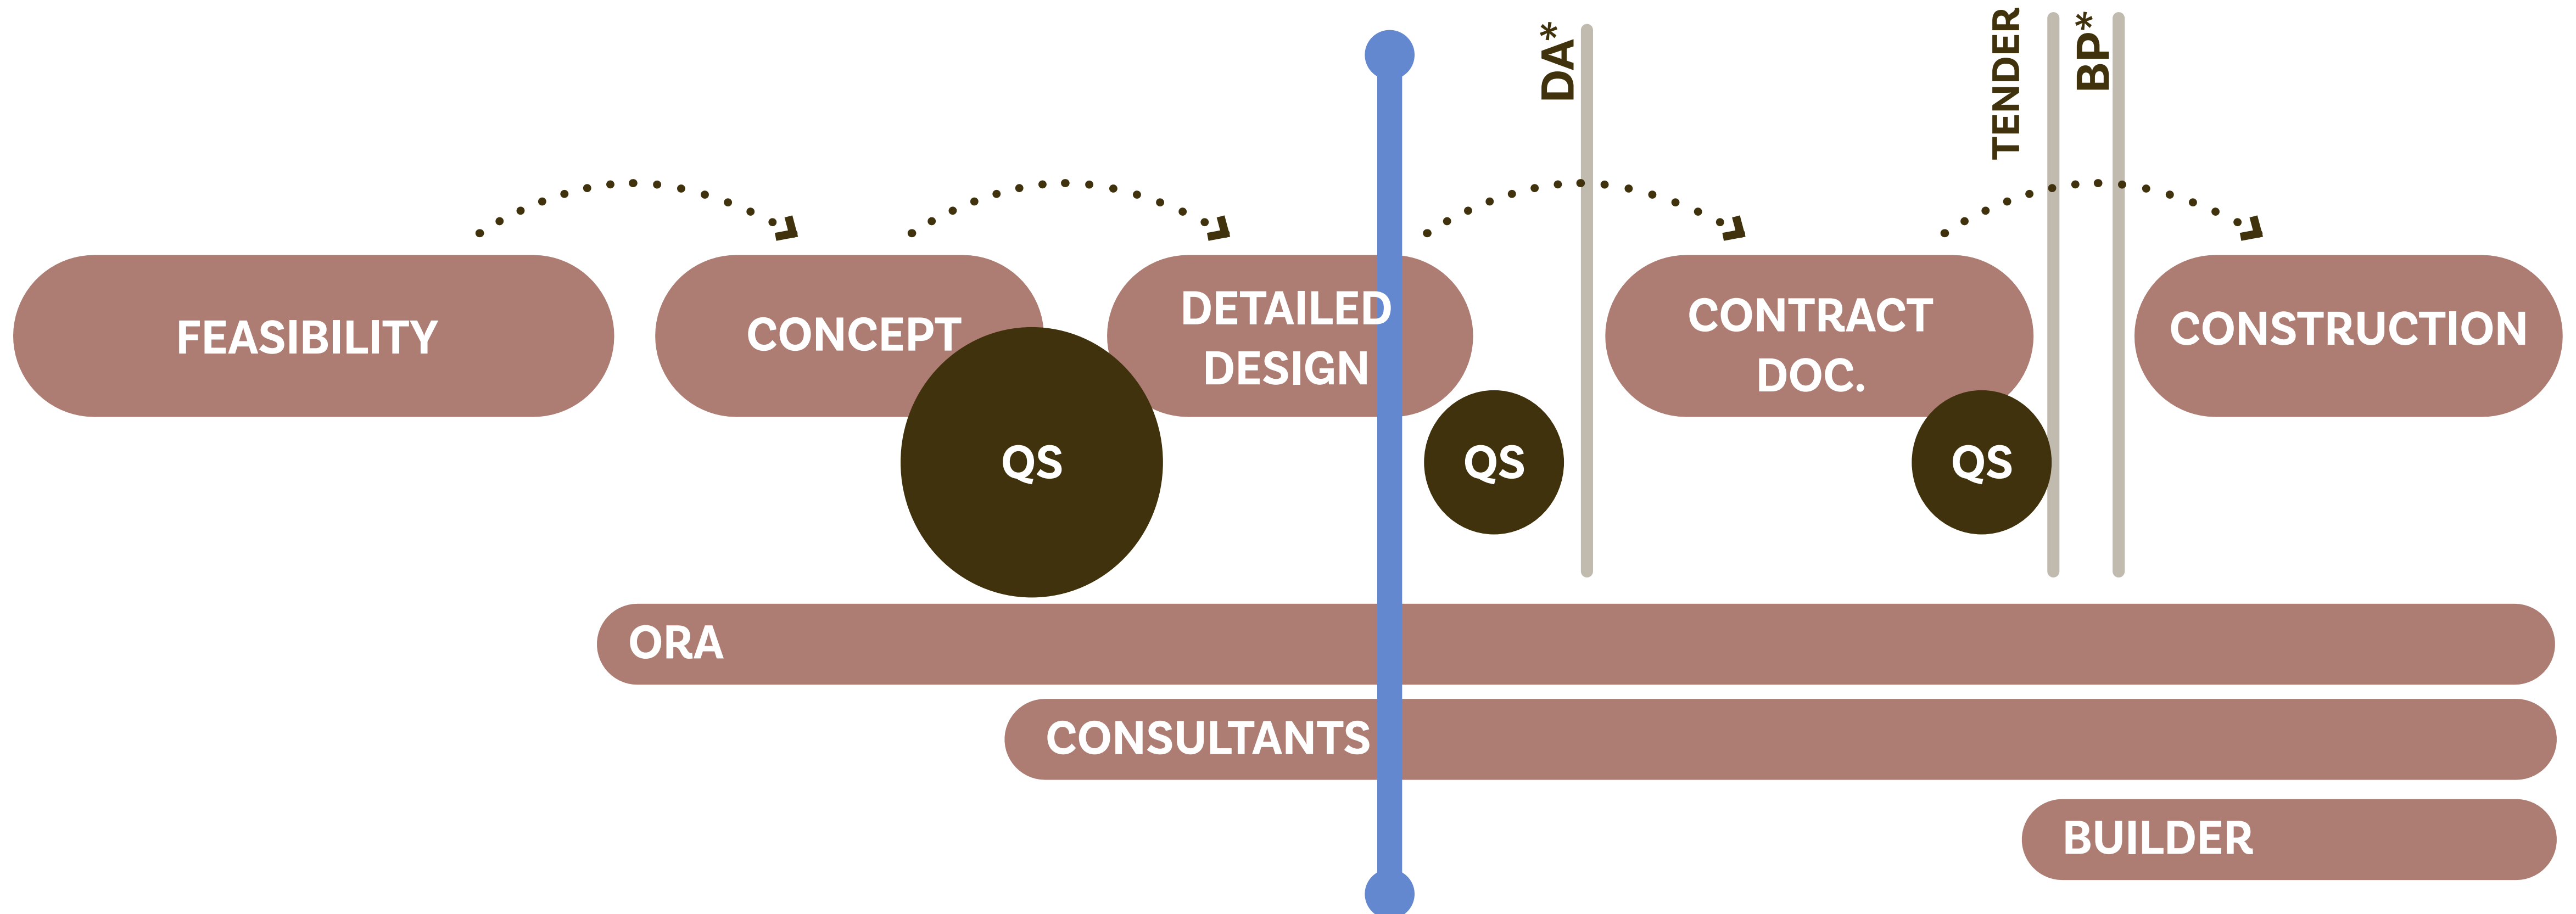 DA*
TENDER
BP*
FEASIBILITY
CONCEPT
DETAILED
DESIGN
CONTRACT
DOC.
CONSTRUCTION
QS
QS
QS
ORA
CONSULTANTS
BUILDER